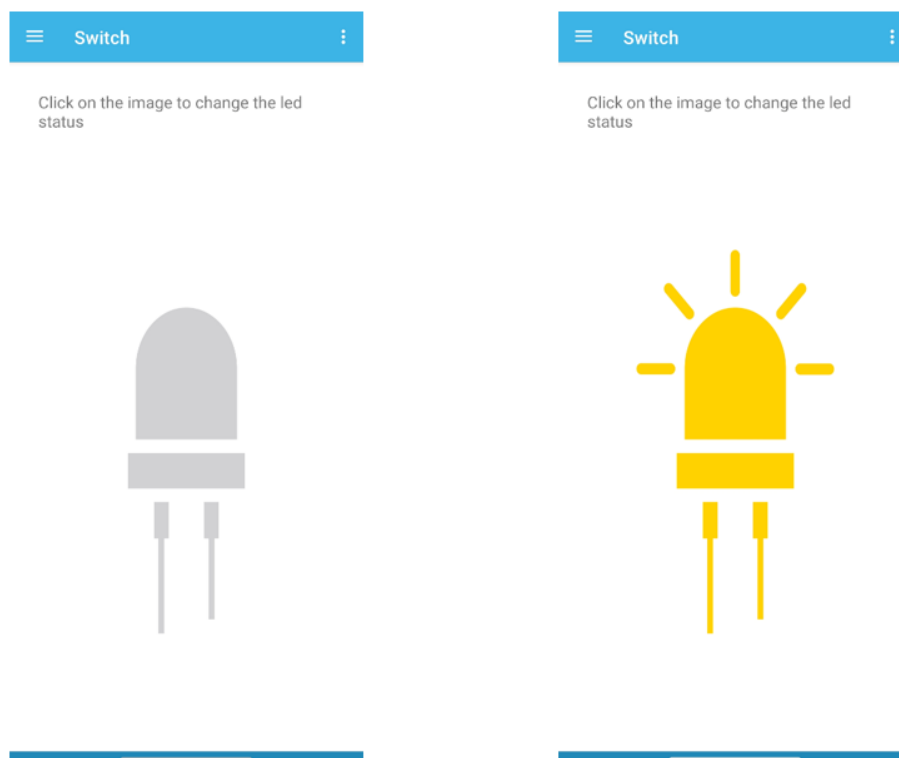 Switch
Click on the image to change the led
status
Switch
Click on the image to change the led
status